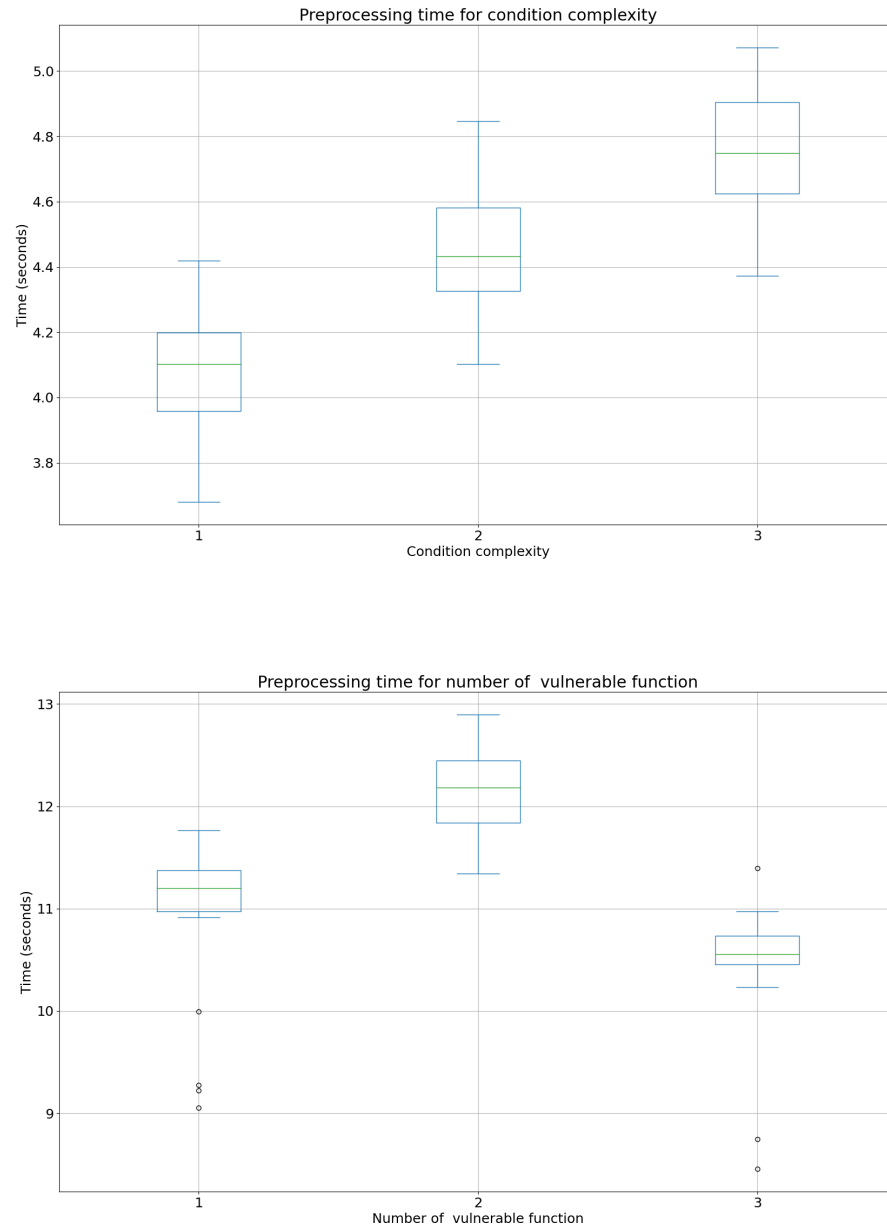 Preprocessing time for condition complexity
Time (seconds)
5.0
4.8
4.6
4.4
4.2
4.0
3.8
1 2 3
Condition complexity
Preprocessing time for number of  vulnerable function
Time (seconds)
13
12
11
10
9
1 2 3
Number of  vulnerable function